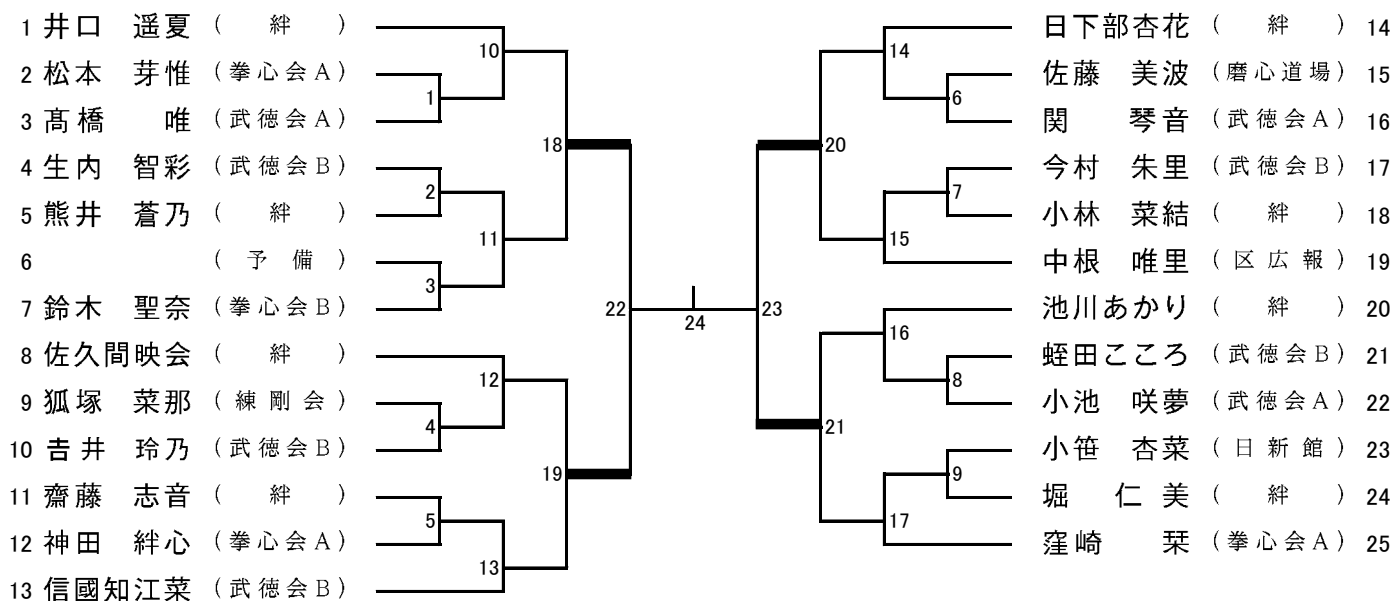 1 井口 遥夏 ( 絆 )
2 松本 芽惟 (拳心会A)
3 髙橋 唯 (武徳会A)
4 生内 智彩 (武徳会B)
5 熊井 蒼乃 ( 絆 )
6 ( 予 備 )
7 鈴木 聖奈 (拳心会B)
8 佐久間映会 ( 絆 )
9 狐塚 菜那 (練剛会)
10 𠮷井 玲乃 (武徳会B)
11 齋藤 志音 ( 絆 )
12 神田 絆心 (拳心会A)
13 信國知江菜 (武徳会B)
10
1
18
2
11
3
22
12
4
19
5
13
24
14
6
20
7
15
23
16
8
21
9
17
日下部杏花 ( 絆 ) 14
佐藤 美波 (磨心道場) 15
関 琴音 (武徳会A) 16
今村 朱里 (武徳会B) 17
小林 菜結 ( 絆 ) 18
中根 唯里 (区広報) 19
池川あかり ( 絆 ) 20
蛭田こころ (武徳会B) 21
小池 咲夢 (武徳会A) 22
小笹 杏菜 (日新館) 23
堀 仁美 ( 絆 ) 24
窪崎 栞 (拳心会A) 25